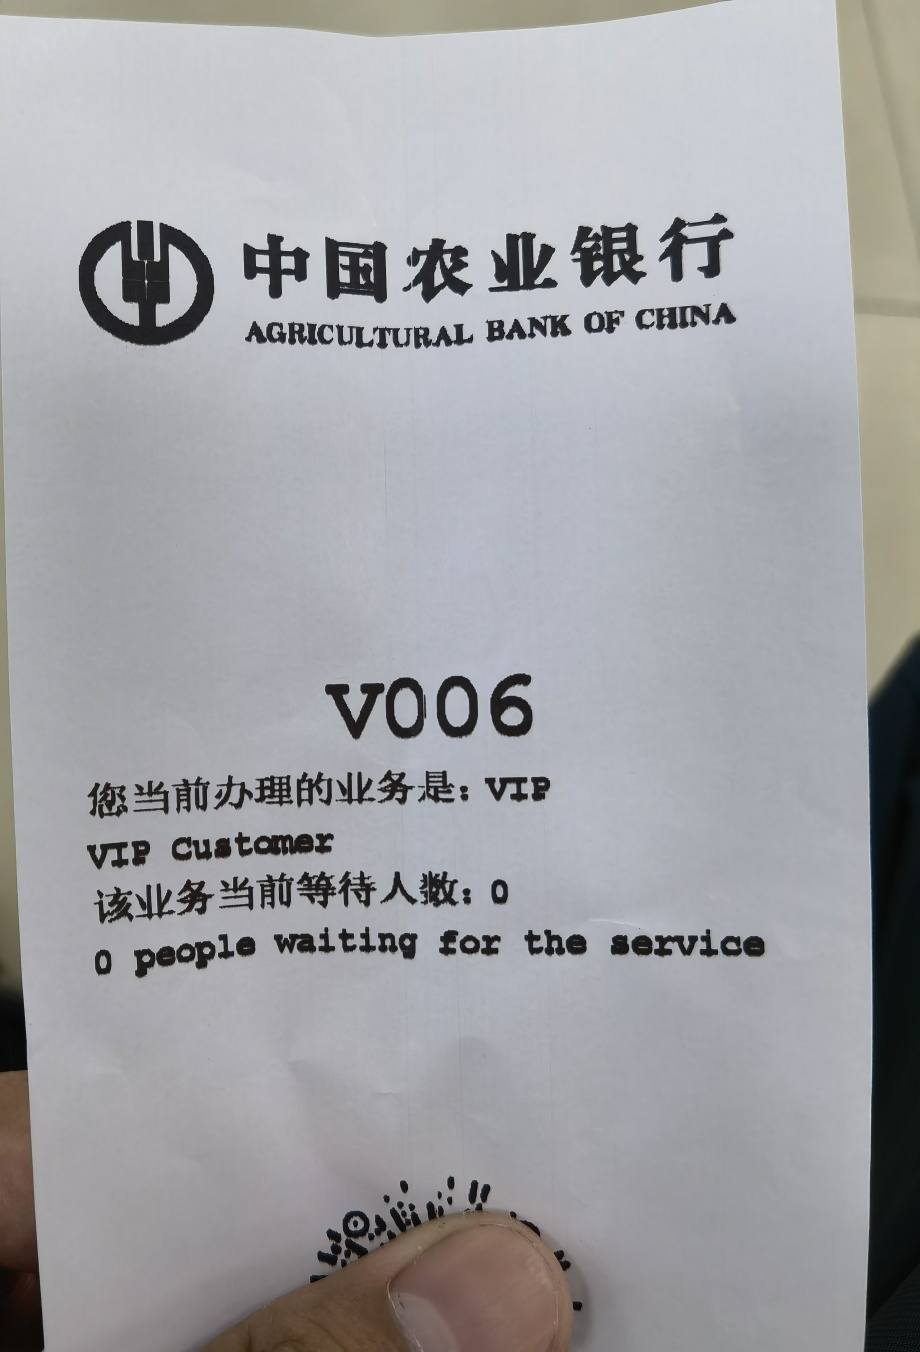 中国农业银行
AGRICULTURAL BANK OF CHINA
V006
您当前办理的业务是: VIP
VIP Customer
该业务当前等待人数: 0
0 people waiting for the service